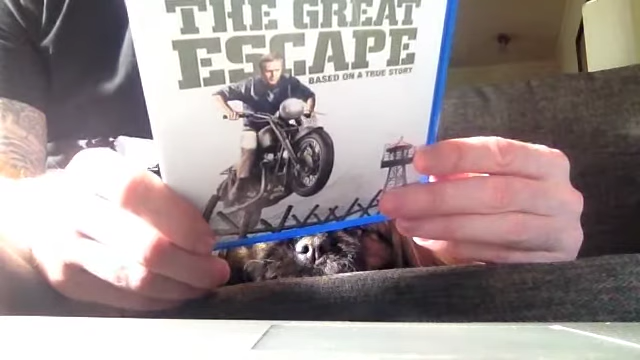 THE GREAT
ESCAPE
BASED ON A TRUE STORY